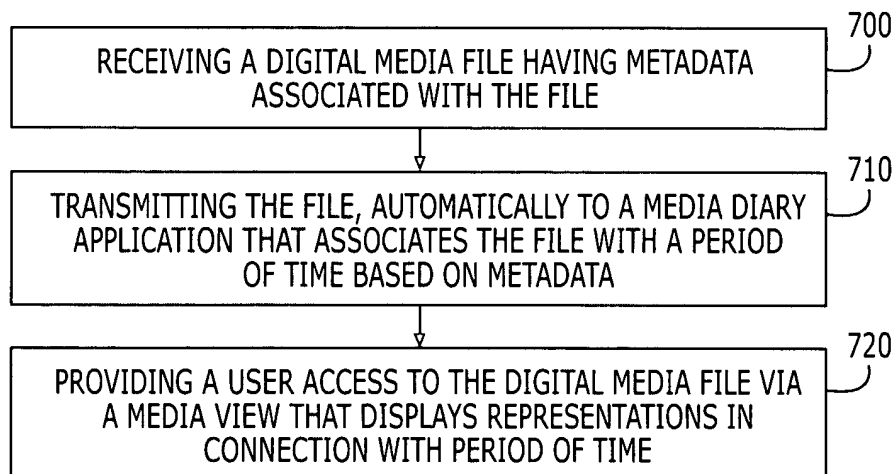 700
RECEIVING A DIGITAL MEDIA FILE HAVING METADATA
ASSOCIATED WITH THE FILE
710
TRANSMITTING THE FILE, AUTOMATICALLY TO A MEDIA DIARY
APPLICATION THAT ASSOCIATES THE FILE WITH A PERIOD
OF TIME BASED ON METADATA.
720
PROVIDING A USER ACCESS TO THE DIGITAL MEDIA FILE VIA
A MEDIA VIEW THAT DISPLAYS REPRESENTATIONS IN
CONNECTION WITH PERIOD OF TIME.